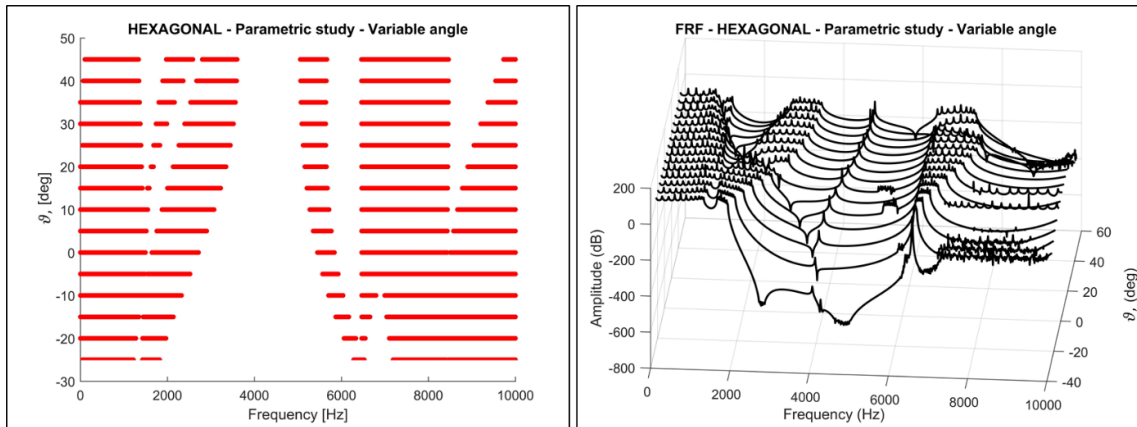 HEXAGONAL - Parametric study - Variable angle
50
40
30
20
10
0
-10
-20
-30
ϑ, [deg]
0 2000 4000 6000 8000 10000
Frequency [Hz]
FRF - HEXAGONAL - Parametric study - Variable angle
200
0
-200
-400
-600
-800
Amplitude (dB)
60
40
20
0
-20
-40
ϑ, (deg)
0 2000 4000 6000 8000 10000
Frequency (Hz)